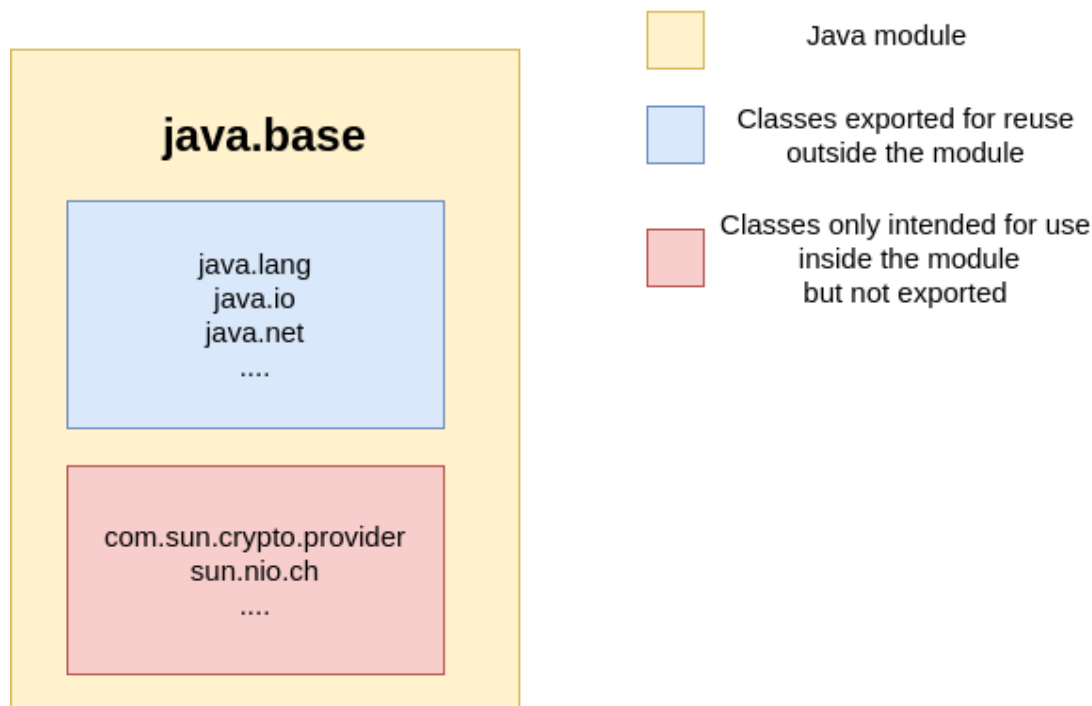 java.base
java.lang
java.io
java.net
....
com.sun.crypto.provider
sun.nio.ch
....
Java module
Classes exported for reuse
outside the module
Classes only intended for use
inside the module
but not exported